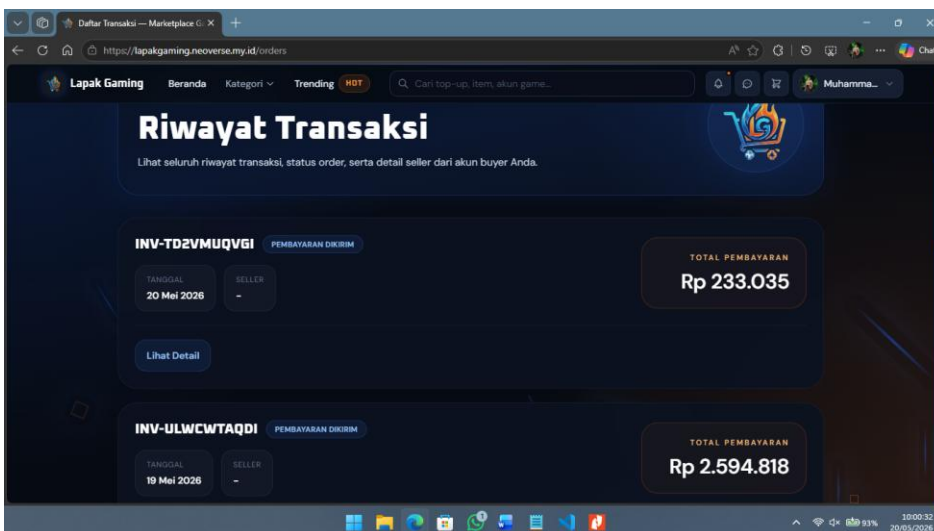 Daftar Transaksi — Marketplace G
https://lapakgaming.neoverse.my.id/orders
Lapak Gaming Beranda Kategori Trending HOT Cari top-up, item, akun game... Muhamma...
Riwayat Transaksi
Lihat seluruh riwayat transaksi, status order, serta detail seller dari akun buyer Anda.
INV-TD2VMUQVGI PEMBAYARAN DIKIRIM
TOTAL PEMBAYARAN
Rp 233.035
TANGGAL SELLER
20 Mei 2026 -
Lihat Detail
INV-ULWCWTAQDI PEMBAYARAN DIKIRIM
TOTAL PEMBAYARAN
Rp 2.594.818
TANGGAL SELLER
19 Mei 2026 -
93% 10:00:32
20/05/2026